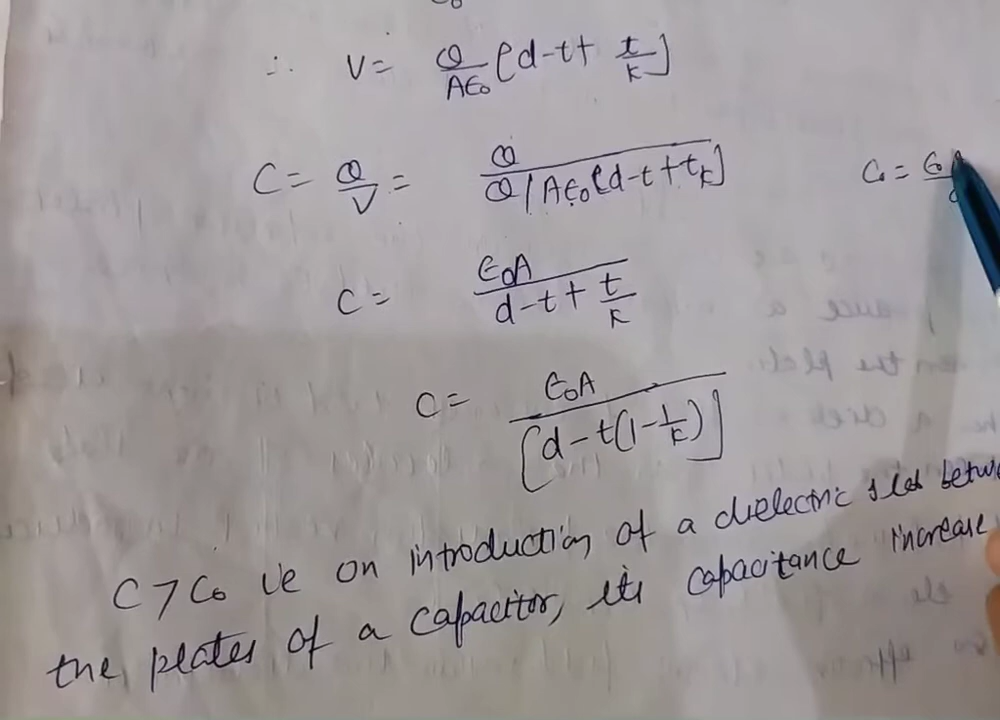 ∴ V = Q/Aϵ₀ [d-t+ t/k]
C = Q/V = Q / Q/Aϵ₀[d-t+t/k]
C₀ = ϵ₀
C = ϵ₀A / d-t+ t/k
C = ϵ₀A / [d-t(1-1/k)]
C > C₀ ie on introduction of a dielectric slab
the plates of a capacitor, its capacitance increase